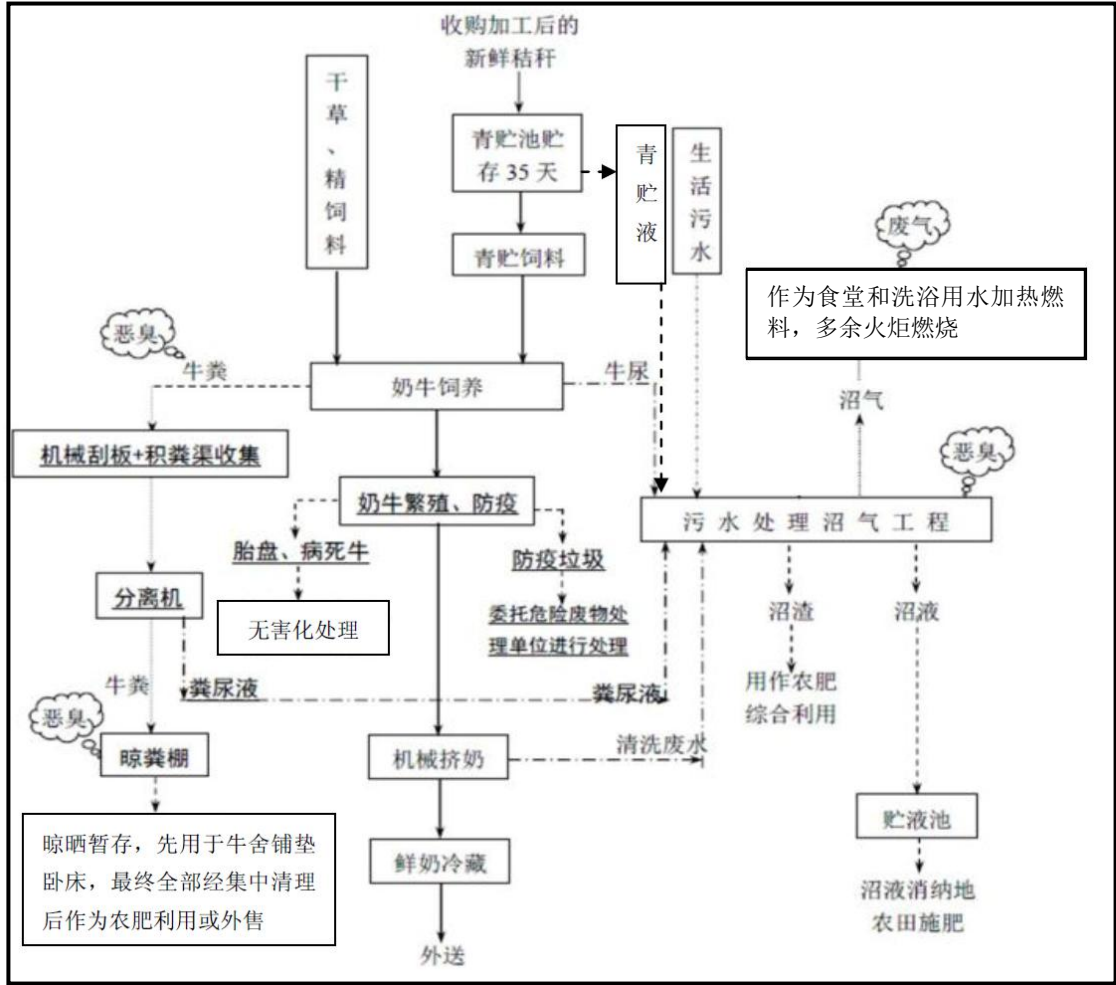 收购加工后的
新鲜秸秆
干草、精饲料
青贮池贮
存 35 天
青贮液
生活污水
废气
青贮饲料
作为食堂和洗浴用水加热燃
料，多余火炬燃烧
恶臭
牛粪
奶牛饲养
牛尿
沼气
机械刮板+积粪渠收集
恶臭
奶牛繁殖、防疫
污水处理沼气工程
胎盘、病死牛
防疫垃圾
分离机
无害化处理
委托危险废物处
理单位进行处理
沼渣
沼液
牛粪
粪尿液
粪尿液
用作农肥
综合利用
恶臭
晾粪棚
机械挤奶
清洗废水
晾晒暂存，先用于牛舍铺垫
卧床，最终全部经集中清理
后作为农肥利用或外售
贮液池
鲜奶冷藏
沼液消纳地
农田施肥
外送